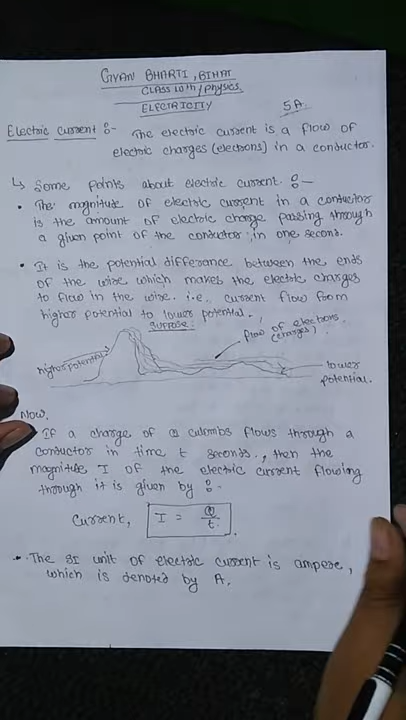 GYAN BHARTI, BIHAR
CLASS with / Physics.
ELECTRICITY
5A.
Electric current :- The electric current is a flow of
electric charges (electrons) in a conductor.
↳ Some points about electric current :-
• The magnitude of electric current in a conductor
is the amount of electric charge passing through
a given point of the conductor in one second.
• It is the potential difference between the ends
of the wire which makes the electric charges
to flow in the wire. i.e., current flow from
higher potential to lower potential.
SUPPOSE:
flow of electrons
(charges)
higher potential
lower
potential.
Now,
• If a charge of Q culombs flows through a
conductor in time t seconds., then the
magnitude I of the electric current flowing
through it is given by :-
Current, I = Q/t.
• The SI unit of electric current is ampere,
which is denoted by A.